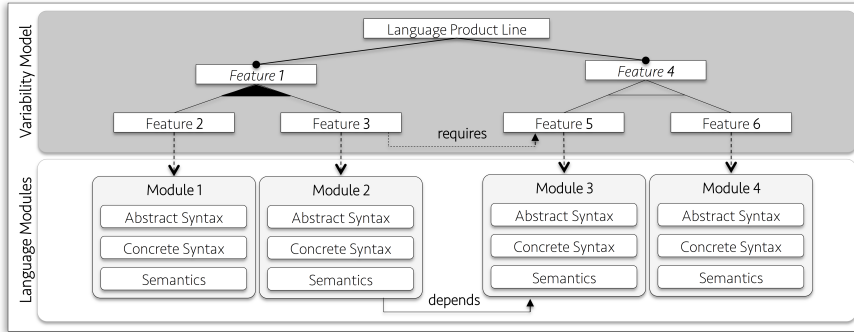 Variability Model
Language Product Line
Feature 1
Feature 4
Feature 2
Feature 3
requires
Feature 5
Feature 6
Language Modules
Module 1
Abstract Syntax
Concrete Syntax
Semantics
Module 2
Abstract Syntax
Concrete Syntax
Semantics
depends
Module 3
Abstract Syntax
Concrete Syntax
Semantics
Module 4
Abstract Syntax
Concrete Syntax
Semantics